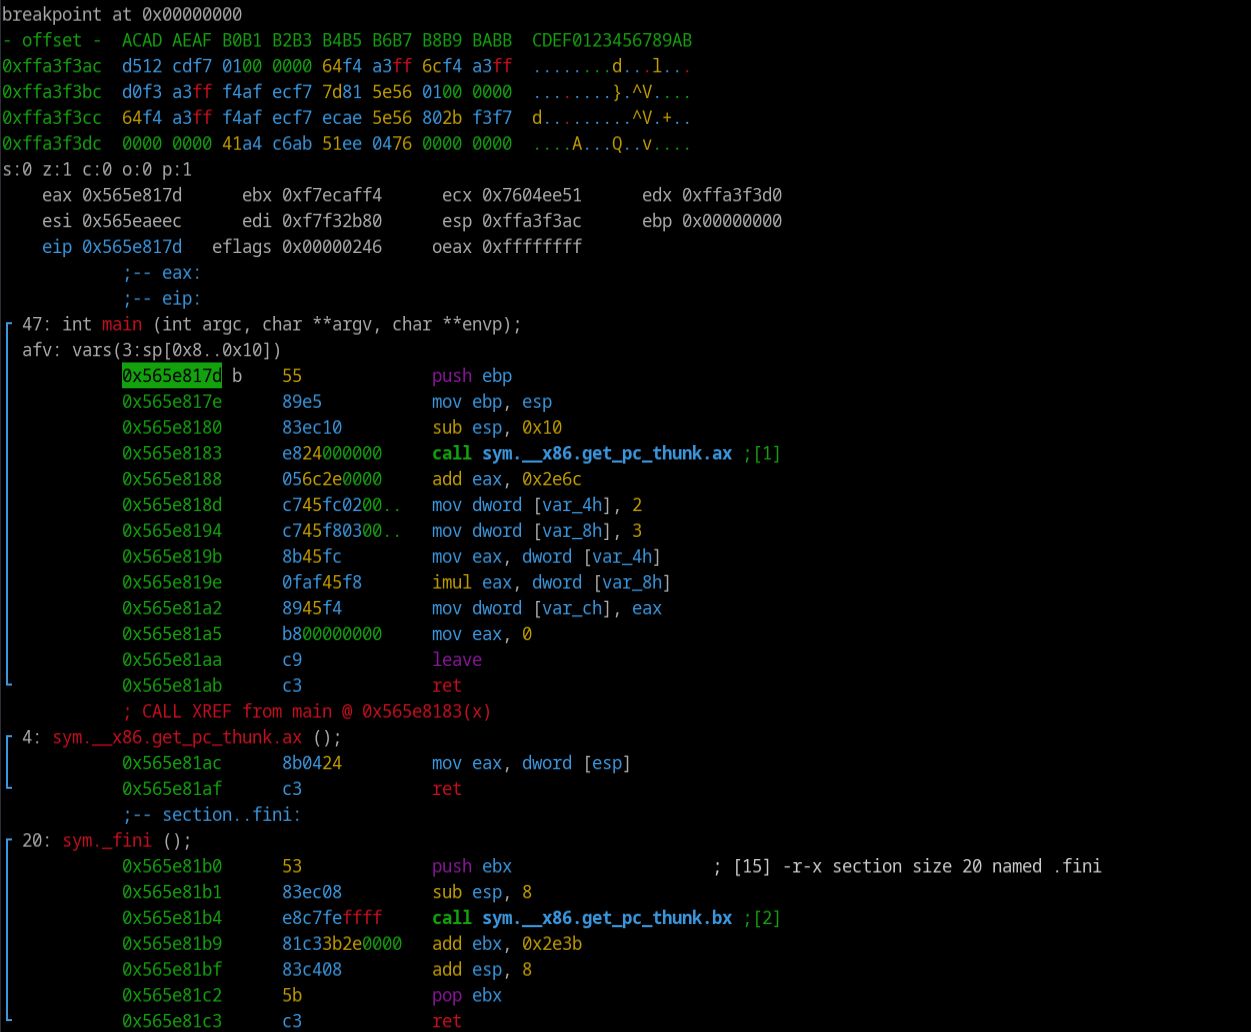 breakpoint at 0x00000000
- offset -  ACAD AEAF B0B1 B2B3 B4B5 B6B7 B8B9 BABB  CDEF0123456789AB
0xffa3f3ac  d512 cdf7 0100 0000 64f4 a3ff 6cf4 a3ff  ........d...l...
0xffa3f3bc  d0f3 a3ff f4af ecf7 7d81 5e56 0100 0000  ........}.^V....
0xffa3f3cc  64f4 a3ff f4af ecf7 ecae 5e56 802b f3f7  d.........^V.+..
0xffa3f3dc  0000 0000 41a4 c6ab 51ee 0476 0000 0000  ....A...Q..v....
s:0 z:1 c:0 o:0 p:1
    eax 0x565e817d      ebx 0xf7ecaff4      ecx 0x7604ee51      edx 0xffa3f3d0
    esi 0x565eaeec      edi 0xf7f32b80      esp 0xffa3f3ac      ebp 0x00000000
    eip 0x565e817d   eflags 0x00000246     oeax 0xffffffff
            ;-- eax:
            ;-- eip:
  47: int main (int argc, char **argv, char **envp);
  afv: vars(3:sp[0x8..0x10])
            0x565e817d b    55             push ebp
            0x565e817e      89e5           mov ebp, esp
            0x565e8180      83ec10         sub esp, 0x10
            0x565e8183      e824000000     call sym.__x86.get_pc_thunk.ax ;[1]
            0x565e8188      056c2e0000     add eax, 0x2e6c
            0x565e818d      c745fc0200..   mov dword [var_4h], 2
            0x565e8194      c745f80300..   mov dword [var_8h], 3
            0x565e819b      8b45fc         mov eax, dword [var_4h]
            0x565e819e      0faf45f8       imul eax, dword [var_8h]
            0x565e81a2      8945f4         mov dword [var_ch], eax
            0x565e81a5      b800000000     mov eax, 0
            0x565e81aa      c9             leave
            0x565e81ab      c3             ret
            ; CALL XREF from main @ 0x565e8183(x)
  4: sym.__x86.get_pc_thunk.ax ();
            0x565e81ac      8b0424         mov eax, dword [esp]
            0x565e81af      c3             ret
            ;-- section..fini:
  20: sym._fini ();
            0x565e81b0      53             push ebx                    ; [15] -r-x section size 20 named .fini
            0x565e81b1      83ec08         sub esp, 8
            0x565e81b4      e8c7feffff     call sym.__x86.get_pc_thunk.bx ;[2]
            0x565e81b9      81c33b2e0000   add ebx, 0x2e3b
            0x565e81bf      83c408         add esp, 8
            0x565e81c2      5b             pop ebx
            0x565e81c3      c3             ret